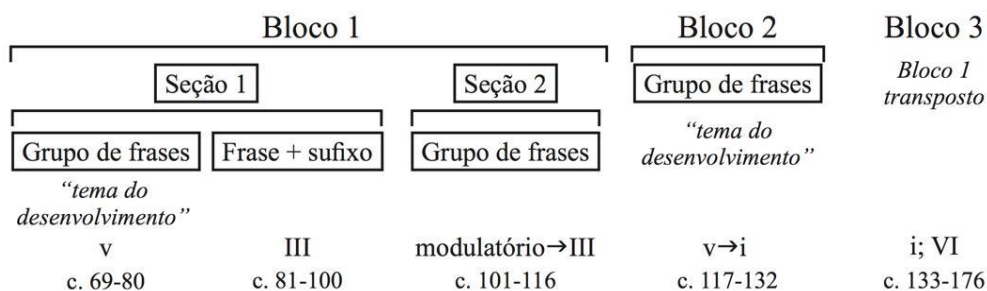 Bloco 1 Bloco 2 Bloco 3
Seção 1 Seção 2 Grupo de frases Bloco 1
transposto
Grupo de frases Frase + sufixo Grupo de frases “tema do
desenvolvimento”
“tema do
desenvolvimento”
v III modulatório→III v→i i; VI
c. 69-80 c. 81-100 c. 101-116 c. 117-132 c. 133-176